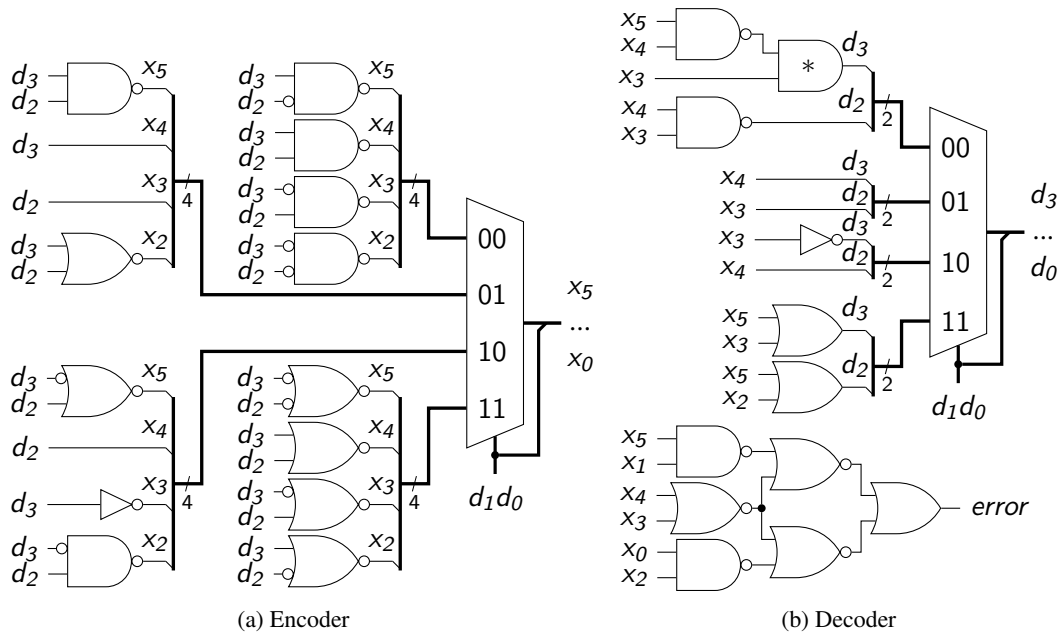 d3
d2
x5
d3
x4
d2
x3
d3
d2
x2
4
d3
d2
x5
d3
d2
x4
d3
d2
x3
d3
d2
x2
4
00
01
10
11
x5
...
x0
d1d0
d3
d2
x5
d2
x4
d3
x3
d3
d2
x2
4
d3
d2
x5
d3
d2
x4
d3
d2
x3
d3
d2
x2
4
(a) Encoder
x5
x4
x3
*
d3
x4
x3
d2
2
x4
d3
x3
d2
2
x3
d3
x4
d2
2
x5
x3
d3
x5
x2
d2
2
00
01
10
11
d3
...
d0
d1d0
x5
x1
x4
x3
x0
x2
error
(b) Decoder